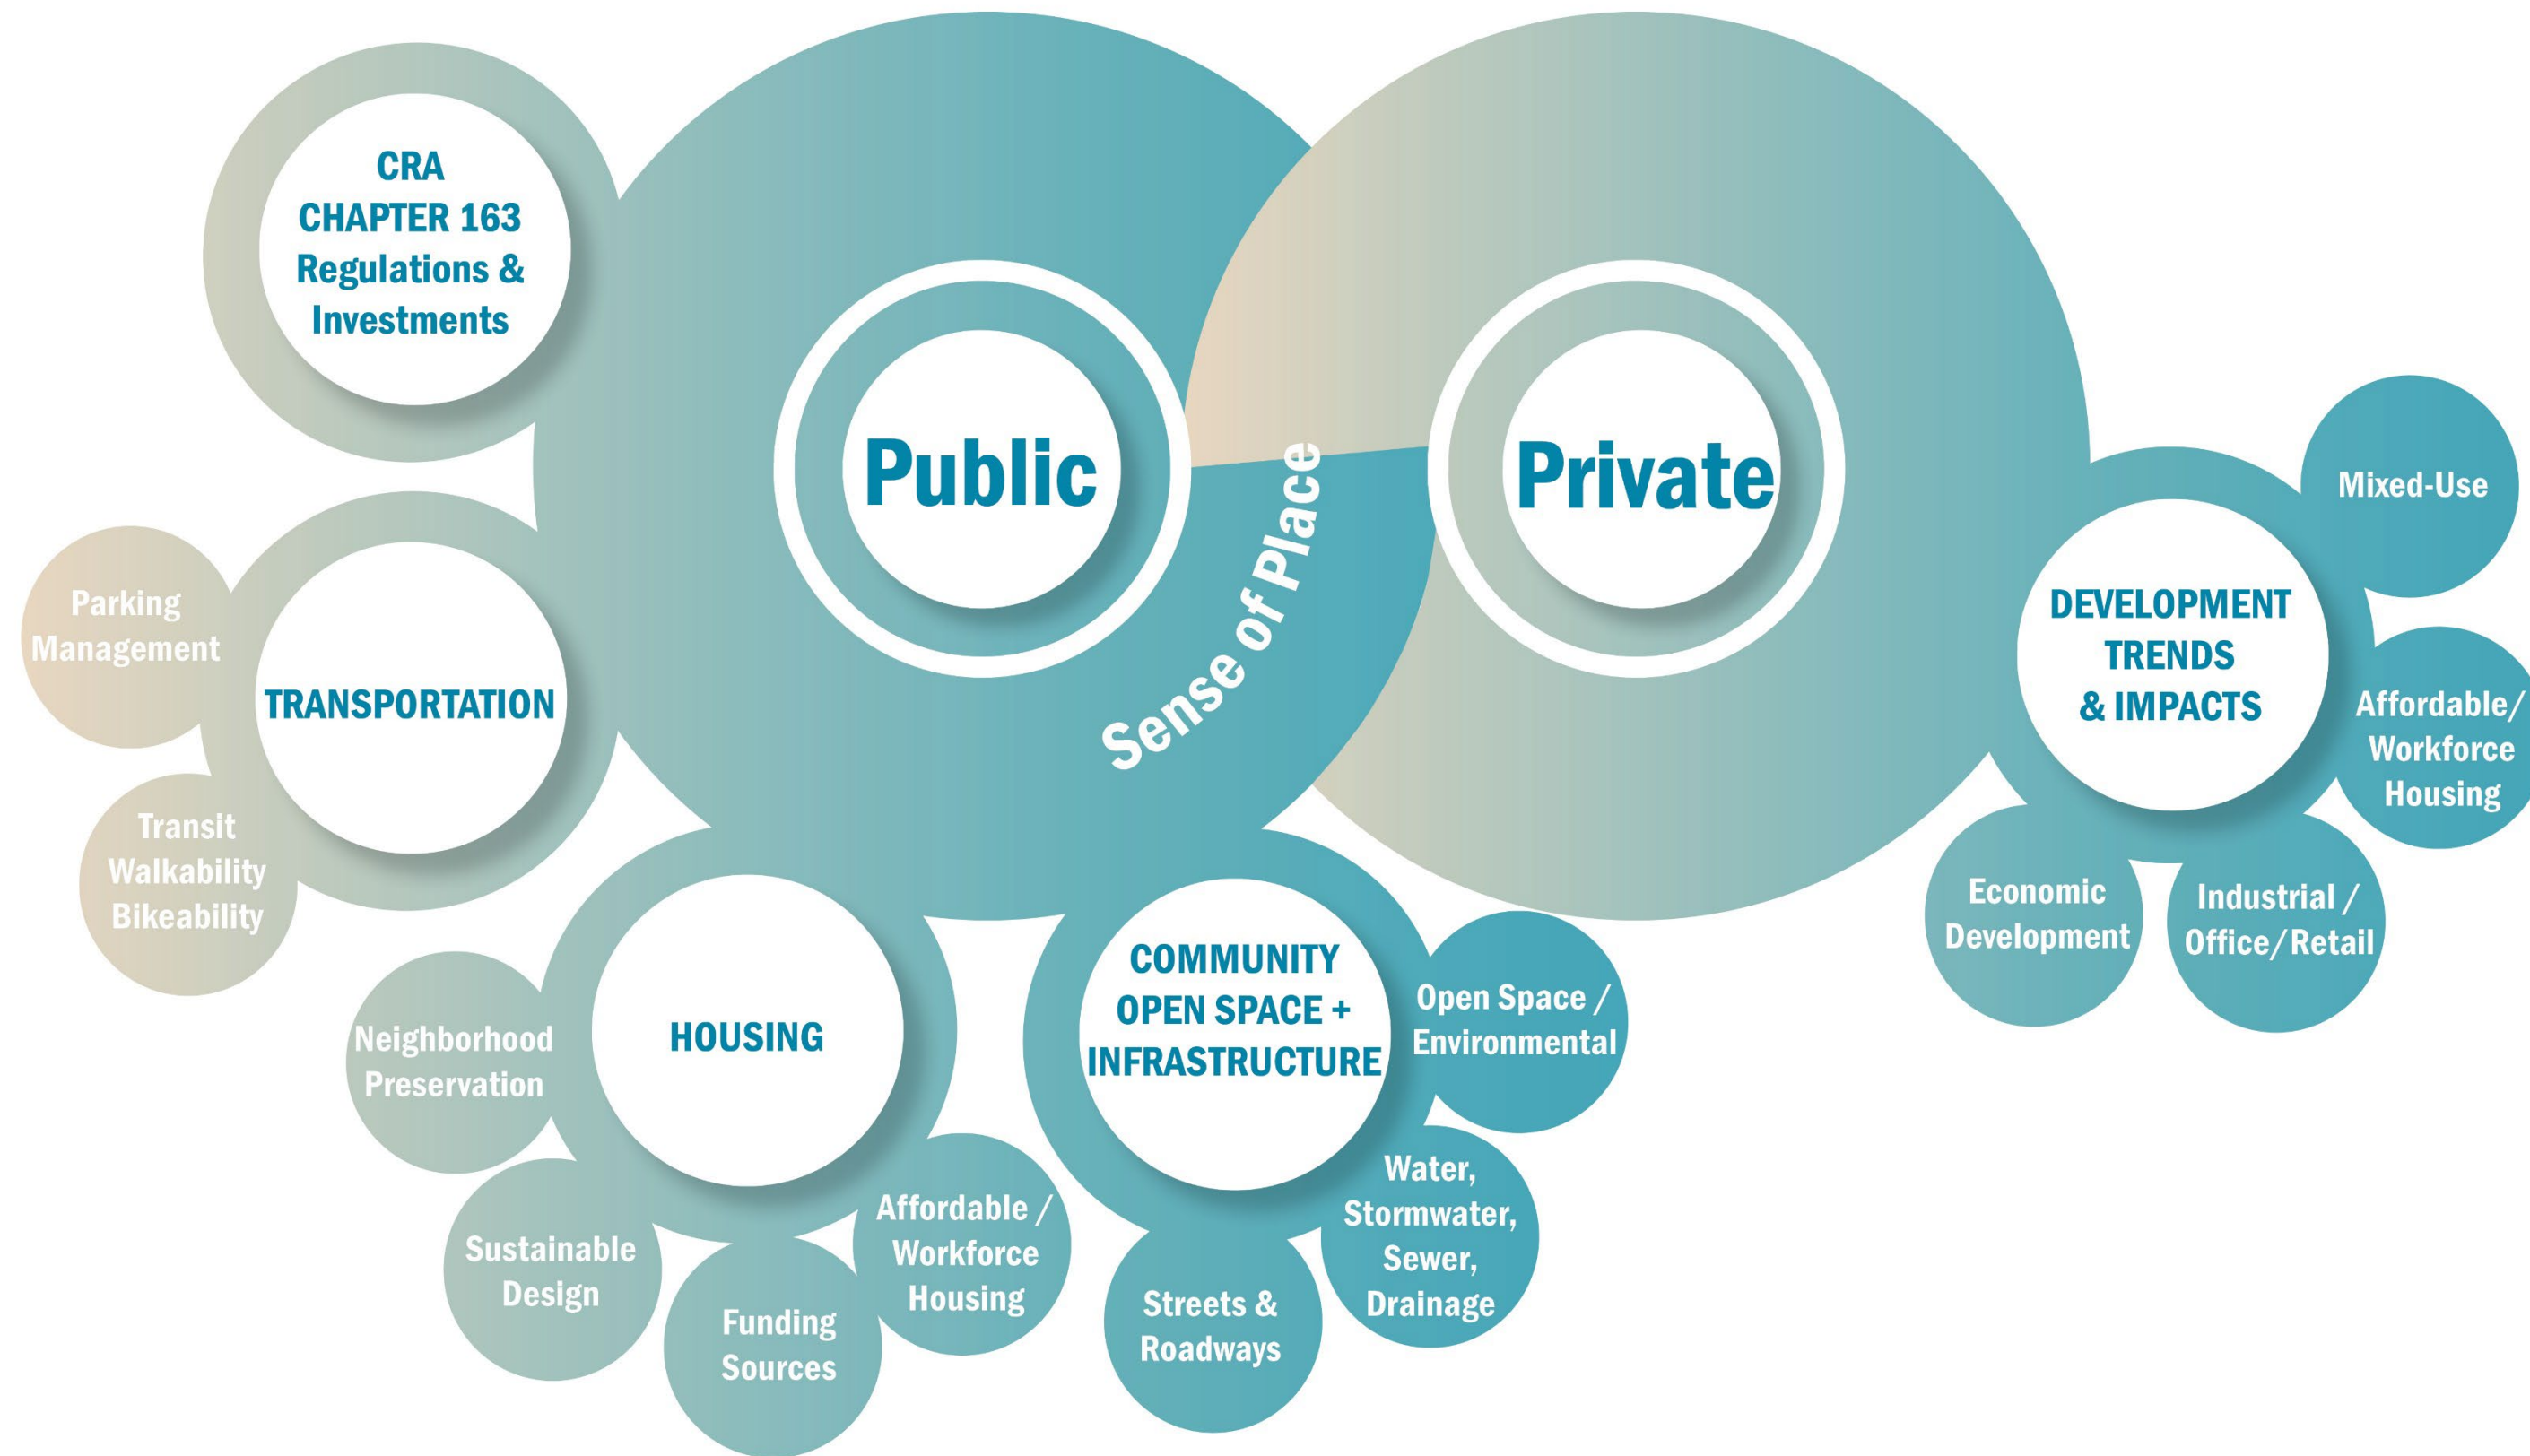 CRA
CHAPTER 163
Regulations &
Investments
Public
Sense of Place
Private
TRANSPORTATION
Parking
Management
Transit
Walkability
Bikeability
HOUSING
Neighborhood
Preservation
Sustainable
Design
Funding
Sources
Affordable /
Workforce
Housing
COMMUNITY
OPEN SPACE +
INFRASTRUCTURE
Open Space /
Environmental
Water,
Stormwater,
Sewer,
Drainage
Streets &
Roadways
DEVELOPMENT
TRENDS
& IMPACTS
Mixed-Use
Affordable/
Workforce
Housing
Industrial /
Office/Retail
Economic
Development